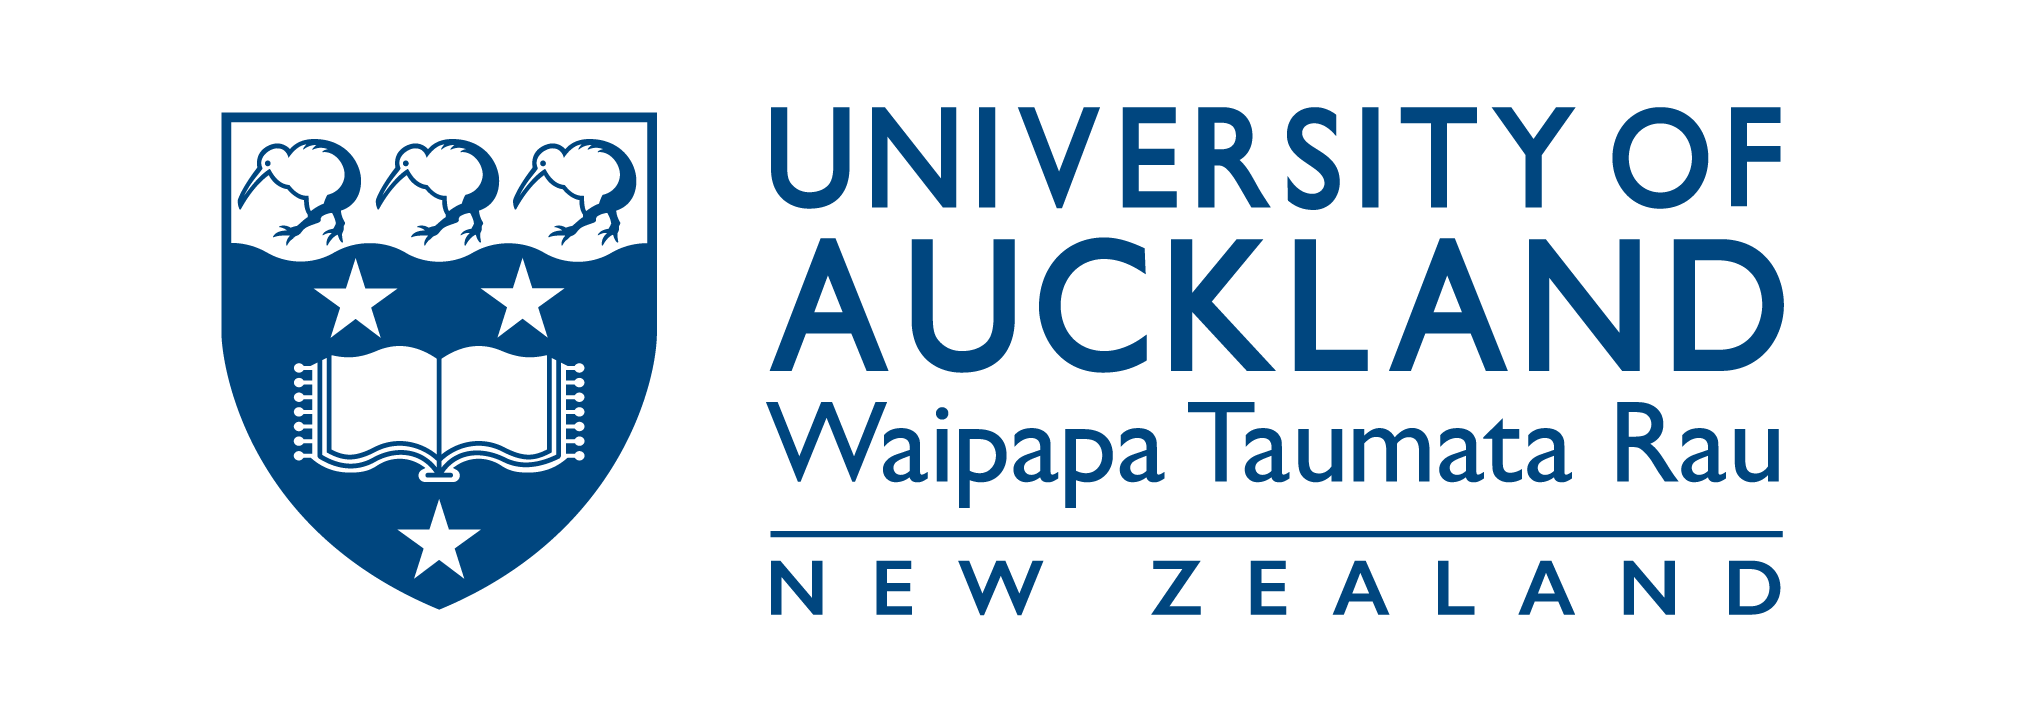 UNIVERSITY OF
AUCKLAND
Waipapa Taumata Rau
NEW ZEALAND